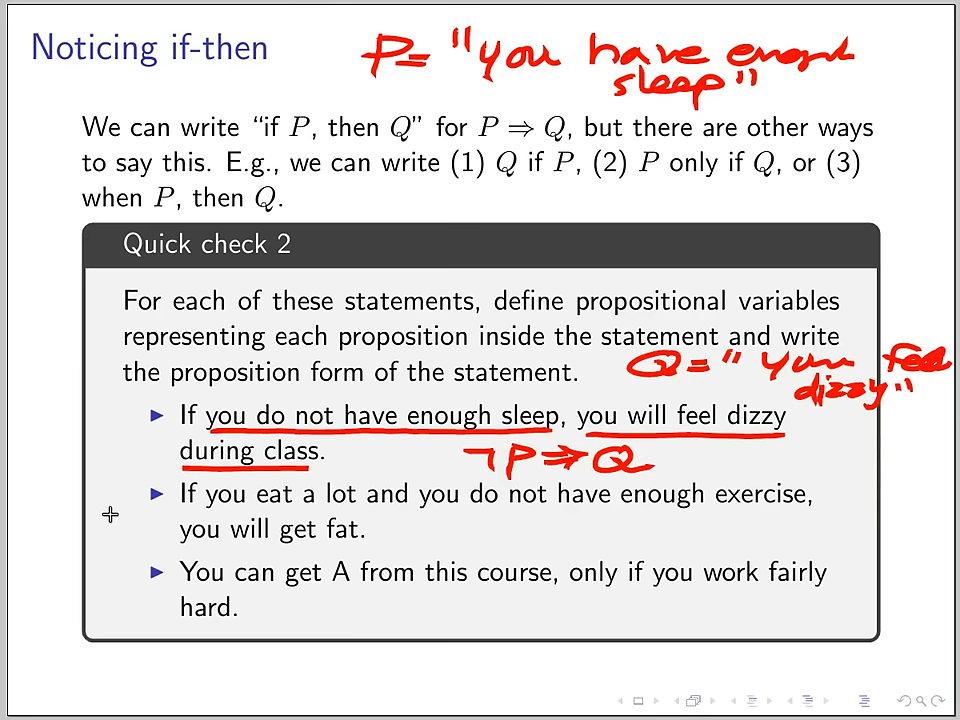 Noticing if-then
P = "you have enough
sleep"
We can write “if P, then Q” for P ⇒ Q, but there are other ways
to say this. E.g., we can write (1) Q if P, (2) P only if Q, or (3)
when P, then Q.
Quick check 2
For each of these statements, define propositional variables
representing each proposition inside the statement and write
the proposition form of the statement.
Q = " you feel
dizzy"
▶ If you do not have enough sleep, you will feel dizzy
during class.
¬P ⇒ Q
▶ If you eat a lot and you do not have enough exercise,
you will get fat.
▶ You can get A from this course, only if you work fairly
hard.